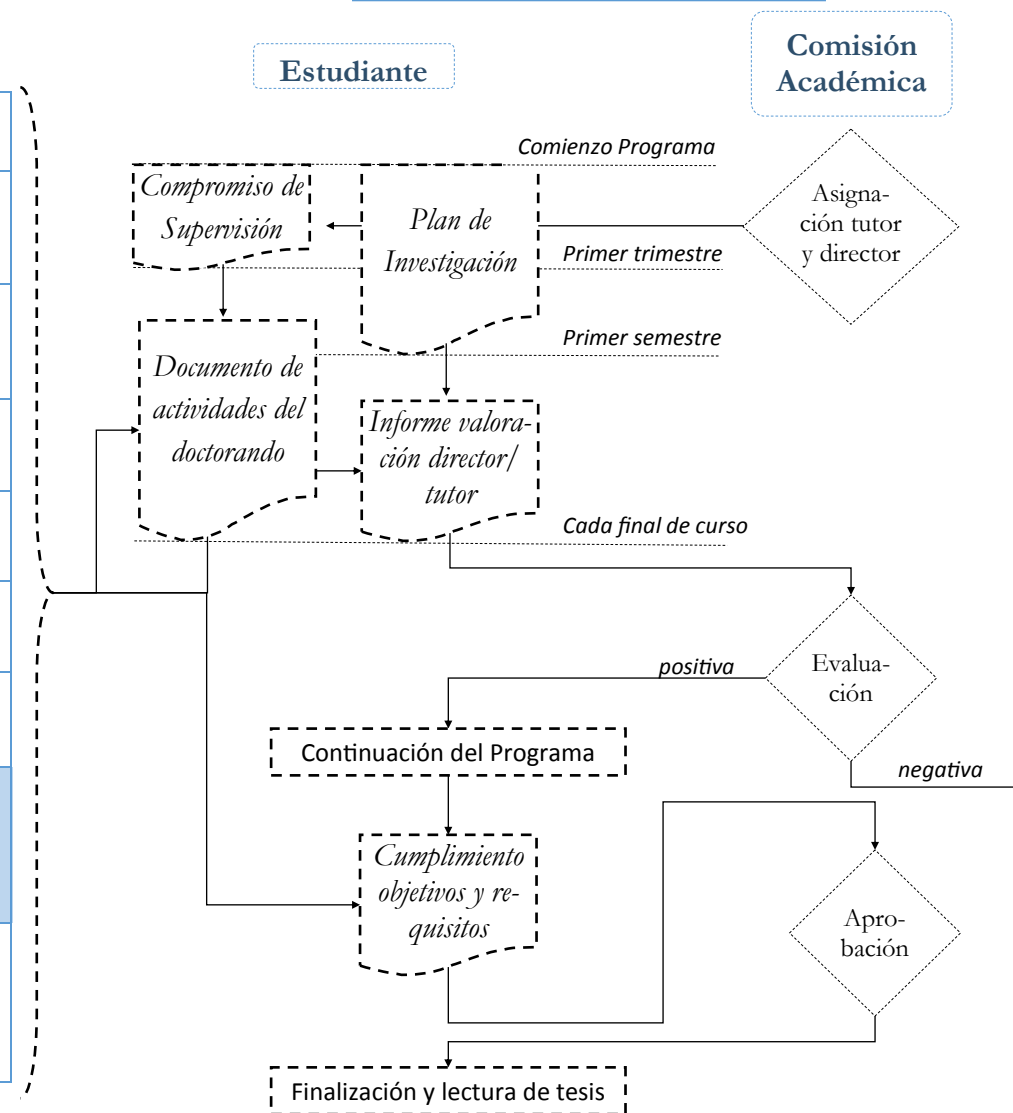 Estudiante
Comisión
Académica
Comienzo Programa
Compromiso de
Supervisión
Plan de
Investigación
Asigna-
ción tutor
y director
Primer trimestre
Primer semestre
Documento de
actividades del
doctorando
Informe valora-
ción director/
tutor
Cada final de curso
Evalua-
ción
positiva
negativa
Continuación del Programa
Cumplimiento
objetivos y re-
quisitos
Apro-
bación
Finalización y lectura de tesis